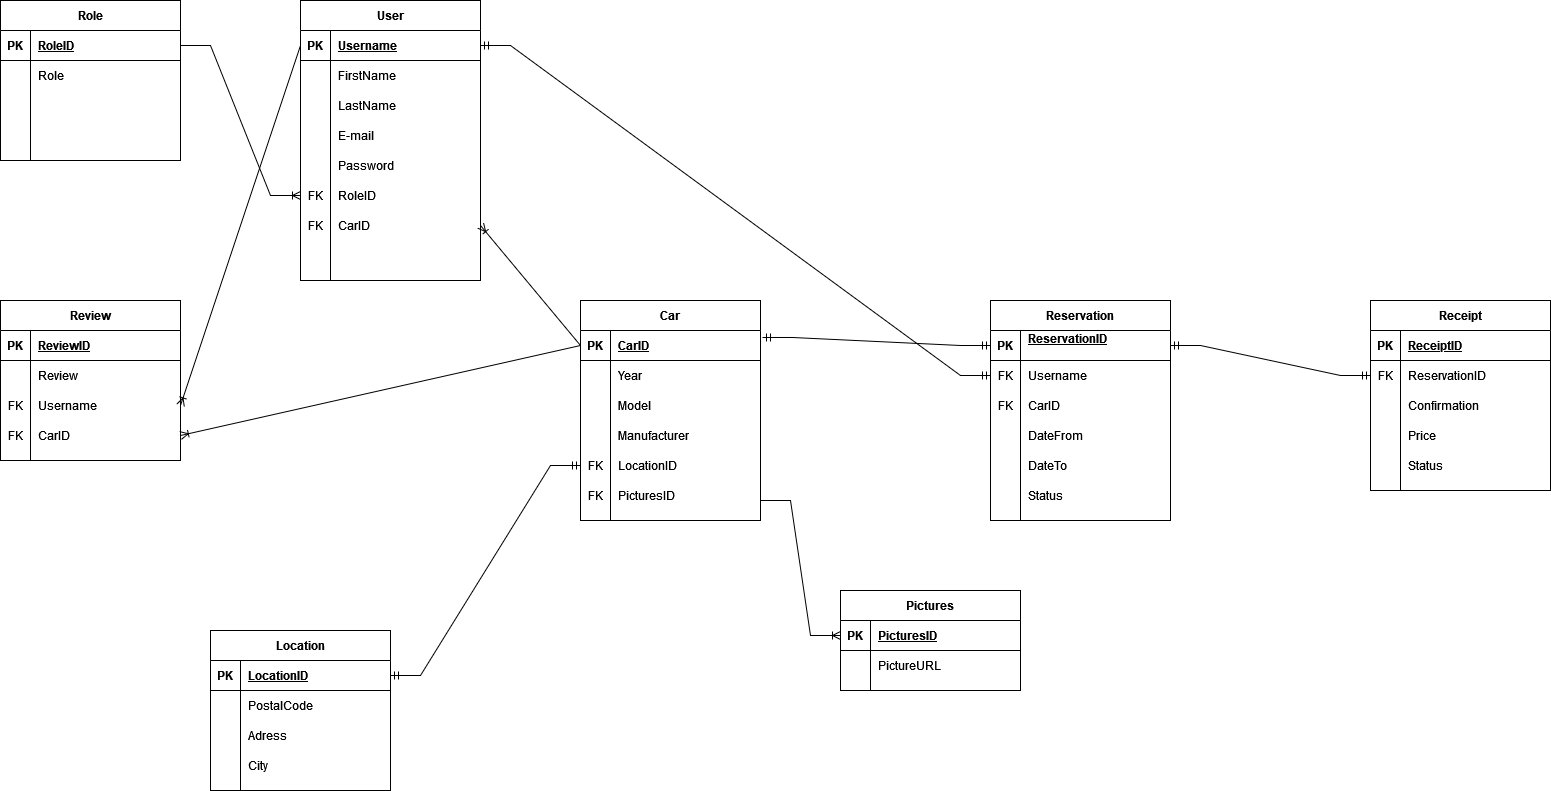 Role
PK RoleID
Role
User
PK Username
FirstName
LastName
E-mail
Password
FK RoleID
FK CarID
Review
PK ReviewID
Review
FK Username
FK CarID
Car
PK CarID
Year
Model
Manufacturer
FK LocationID
FK PicturesID
Reservation
PK ReservationID
FK Username
FK CarID
DateFrom
DateTo
Status
Receipt
PK ReceiptID
FK ReservationID
Confirmation
Price
Status
Location
PK LocationID
PostalCode
Adress
City
Pictures
PK PicturesID
PictureURL